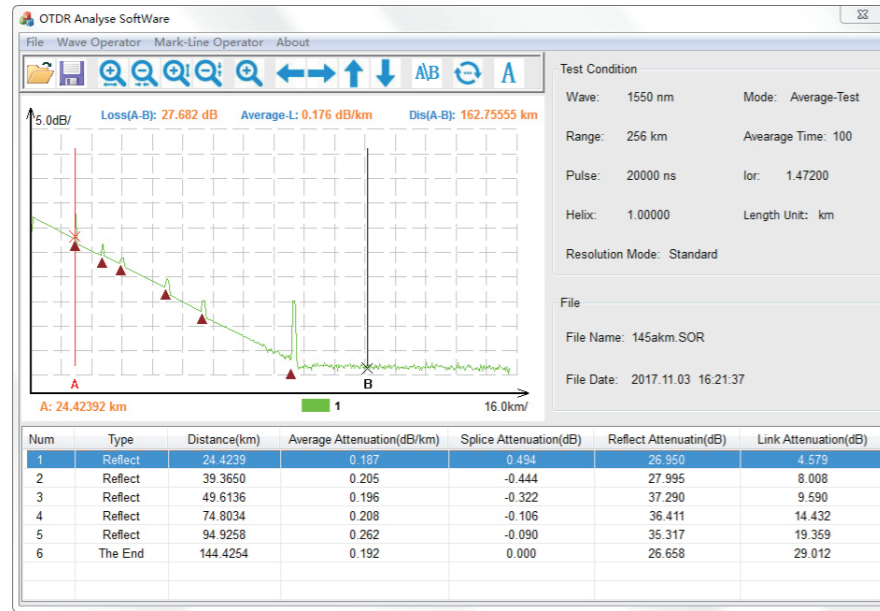 OTDR Analyse SoftWare
File Wave Operator Mark-Line Operator About
A\B A
5.0dB/ Loss(A-B): 27.682 dB Average-L: 0.176 dB/km Dis(A-B): 162.75555 km
A B
A: 24.42392 km 1 16.0km/
Test Condition
Wave: 1550 nm Mode: Average-Test
Range: 256 km Avearage Time: 100
Pulse: 20000 ns Ior: 1.47200
Helix: 1.00000 Length Unit: km
Resolution Mode: Standard
File
File Name: 145akm.SOR
File Date: 2017.11.03 16:21:37
Num Type Distance(km) Average Attenuation(dB/km) Splice Attenuation(dB) Reflect Attenuatin(dB) Link Attenuation(dB)
1 Reflect 24.4239 0.187 0.494 26.950 4.579
2 Reflect 39.3650 0.205 -0.444 27.995 8.008
3 Reflect 49.6136 0.196 -0.322 37.290 9.590
4 Reflect 74.8034 0.208 -0.106 36.411 14.432
5 Reflect 94.9258 0.262 -0.090 35.317 19.359
6 The End 144.4254 0.192 0.000 26.658 29.012